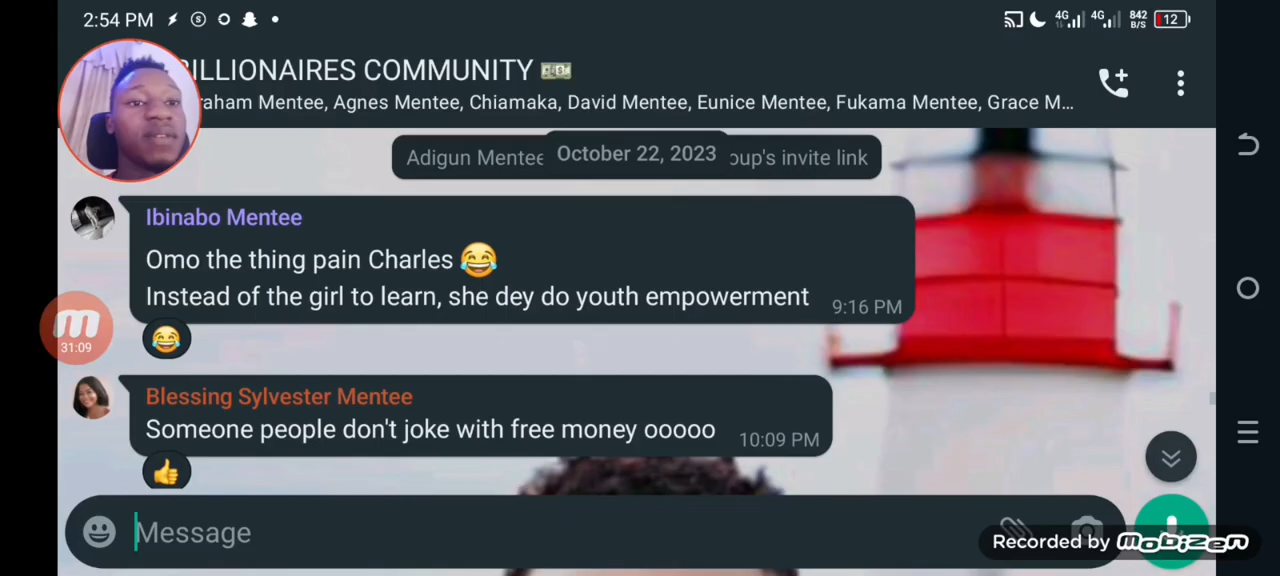 2:54 PM
4G
4G
842
B/S
12
BILLIONAIRES COMMUNITY
raham Mentee, Agnes Mentee, Chiamaka, David Mentee, Eunice Mentee, Fukama Mentee, Grace M...
Adigun Mentee
October 22, 2023
oup's invite link
Ibinabo Mentee
Omo the thing pain Charles 😂
Instead of the girl to learn, she dey do youth empowerment
9:16 PM
31:09
Blessing Sylvester Mentee
Someone people don't joke with free money ooooo
10:09 PM
Message
Recorded by mobizen